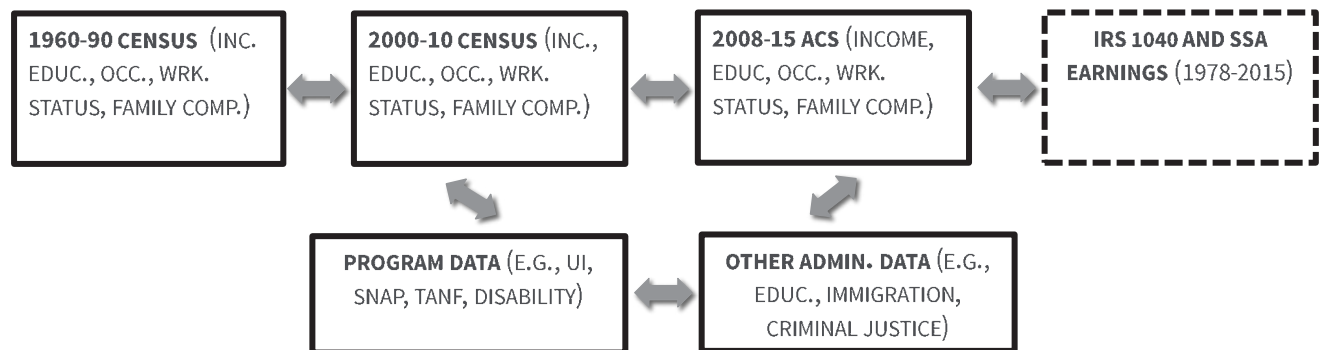 1960-90 CENSUS (INC.
EDUC., OCC., WRK.
STATUS, FAMILY COMP.)
2000-10 CENSUS (INC.,
EDUC., OCC., WRK.
STATUS, FAMILY COMP.)
2008-15 ACS (INCOME,
EDUC, OCC., WRK.
STATUS, FAMILY COMP.)
IRS 1040 AND SSA
EARNINGS (1978-2015)
PROGRAM DATA (E.G., UI,
SNAP, TANF, DISABILITY)
OTHER ADMIN. DATA (E.G.,
EDUC., IMMIGRATION,
CRIMINAL JUSTICE)